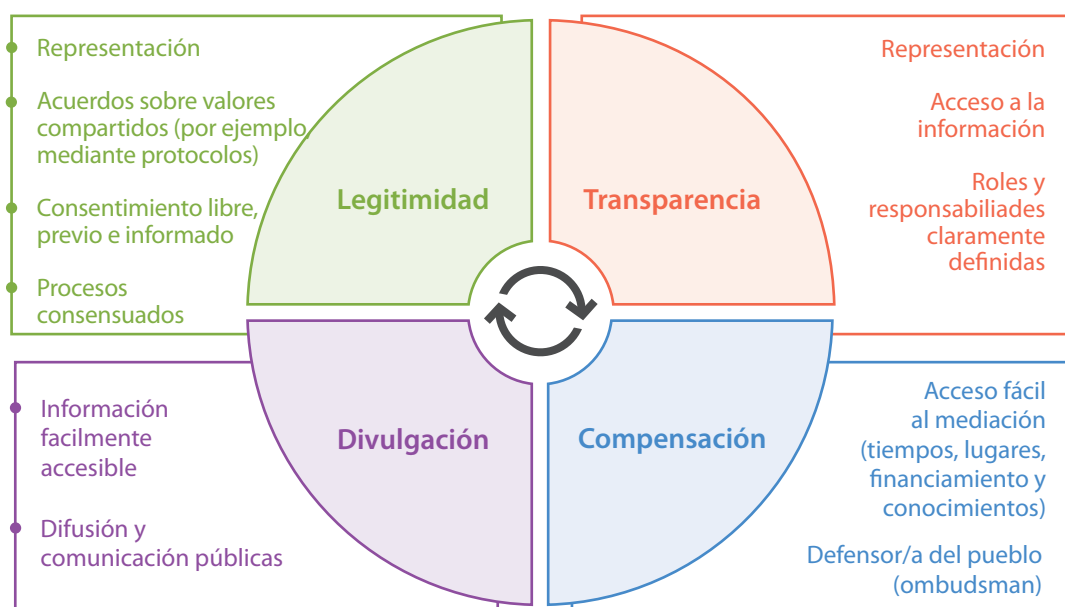 Representación
Acuerdos sobre valores
compartidos (por ejemplo,
mediante protocolos)
Consentimiento libre,
previo e informado
Procesos
consensuados
Legitimidad
Transparencia
Representación
Acceso a la
información
Roles y
responsabiliades
claramente
definidas
Información
facilmente
accesible
Difusión y
comunicación públicas
Divulgación
Compensación
Acceso fácil
al mediación
(tiempos, lugares,
financiamiento y
conocimientos)
Defensor/a del pueblo
(ombudsman)